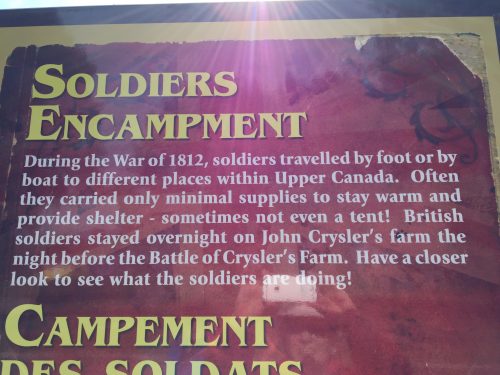 SOLDIERS
ENCAMPMENT
During the War of 1812, soldiers travelled by foot or by
boat to different places within Upper Canada. Often
they carried only minimal supplies to stay warm and
provide shelter - sometimes not even a tent! British
soldiers stayed overnight on John Crysler's farm the
night before the Battle of Crysler's Farm. Have a closer
look to see what the soldiers are doing!
CAMPEMENT
DES SOLDATS